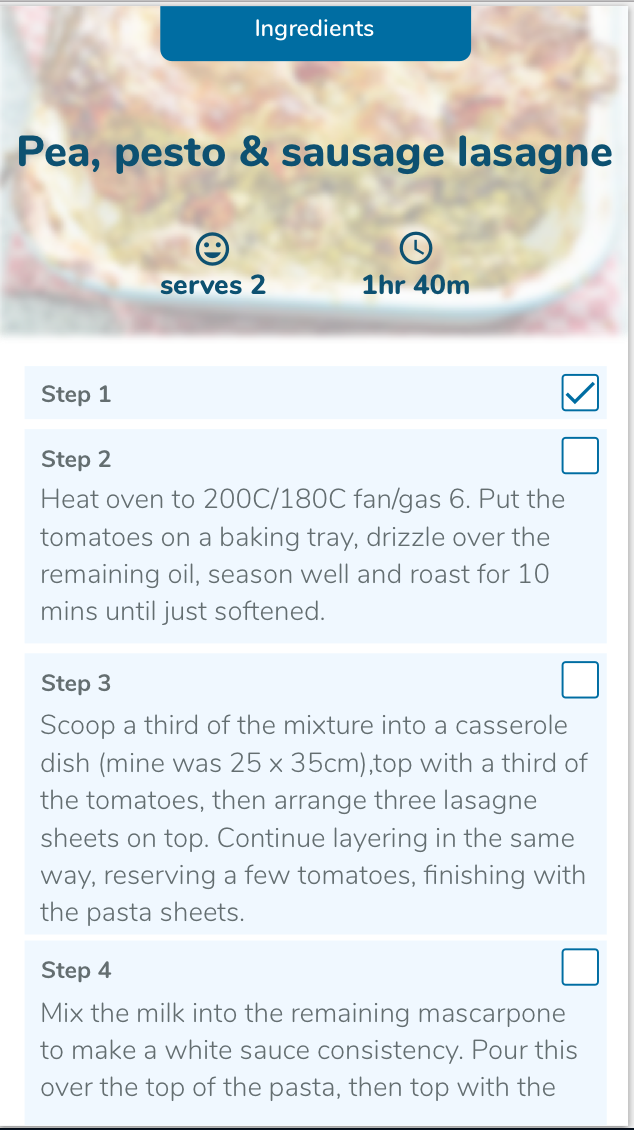 Ingredients
Pea, pesto & sausage lasagne
serves 2
1hr 40m
Step 1
Step 2
Heat oven to 200C/180C fan/gas 6. Put the
tomatoes on a baking tray, drizzle over the
remaining oil, season well and roast for 10
mins until just softened.
Step 3
Scoop a third of the mixture into a casserole
dish (mine was 25 x 35cm),top with a third of
the tomatoes, then arrange three lasagne
sheets on top. Continue layering in the same
way, reserving a few tomatoes, finishing with
the pasta sheets.
Step 4
Mix the milk into the remaining mascarpone
to make a white sauce consistency. Pour this
over the top of the pasta, then top with the